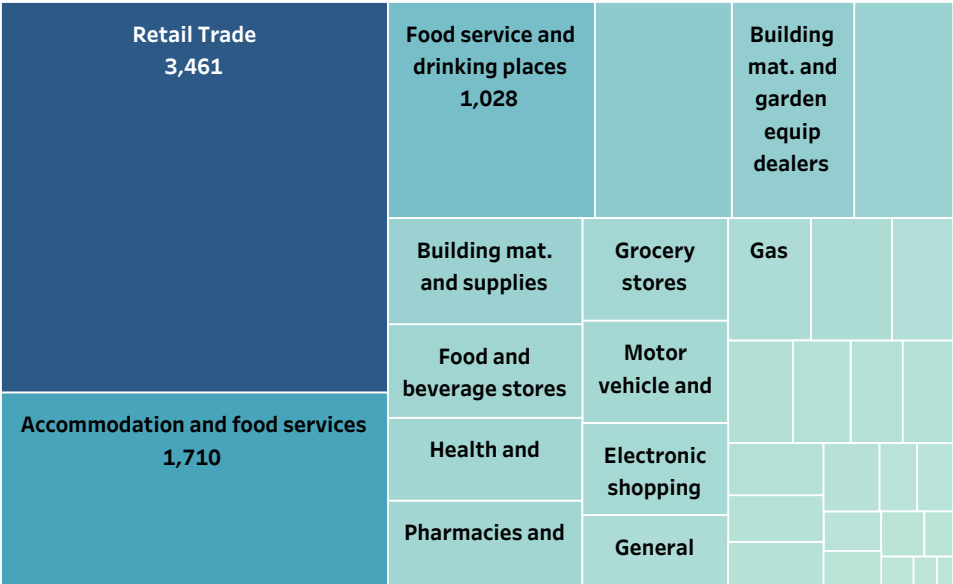 Retail Trade
3,461
Accommodation and food services
1,710
Food service and
drinking places
1,028
Building
mat. and
garden
equip
dealers
Building mat.
and supplies
Food and
beverage stores
Health and
Pharmacies and
Grocery
stores
Motor
vehicle and
Electronic
shopping
General
Gas